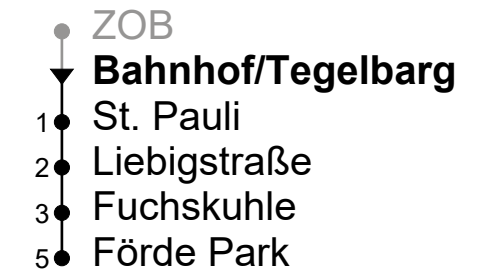 ZOB
Bahnhof/Tegelbarg
1 St. Pauli
2 Liebigstraße
3 Fuchskuhle
5 Förde Park